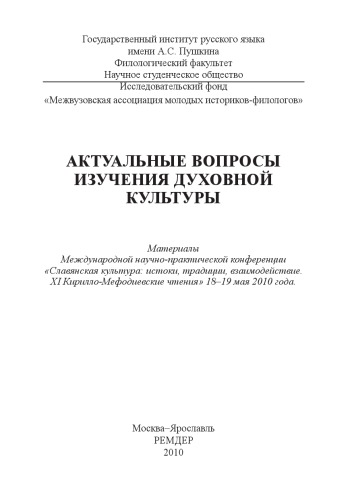 Государственный институт русского языка
имени А.С. Пушкина
Филологический факультет
Научное студенческое общество
Исследовательский фонд
«Межвузовская ассоциация молодых историков-филологов»
АКТУАЛЬНЫЕ ВОПРОСЫ
ИЗУЧЕНИЯ ДУХОВНОЙ
КУЛЬТУРЫ
Материалы
Международной научно-практической конференции
«Славянская культура: истоки, традиции, взаимодействие.
XI Кирилло-Мефодиевские чтения» 18–19 мая 2010 года.
Москва–Ярославль
РЕМДЕР
2010